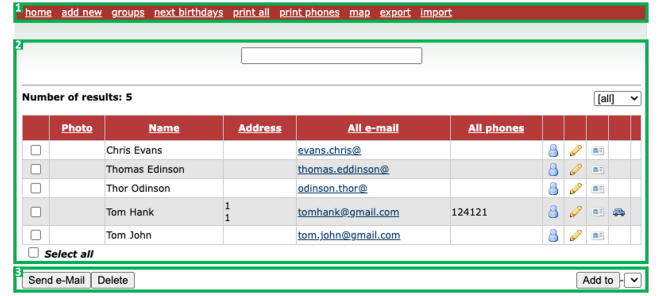 1 home add new groups next birthdays print all print phones map export import
2
Number of results: 5 [all]
Photo Name Address All e-mail All phones
Chris Evans evans.chris@
Thomas Edinson thomas.eddinson@
Thor Odinson odinson.thor@
Tom Hank 1 tomhank@gmail.com 124121
1
Tom John tom.john@gmail.com
Select all
3
Send e-Mail Delete Add to -